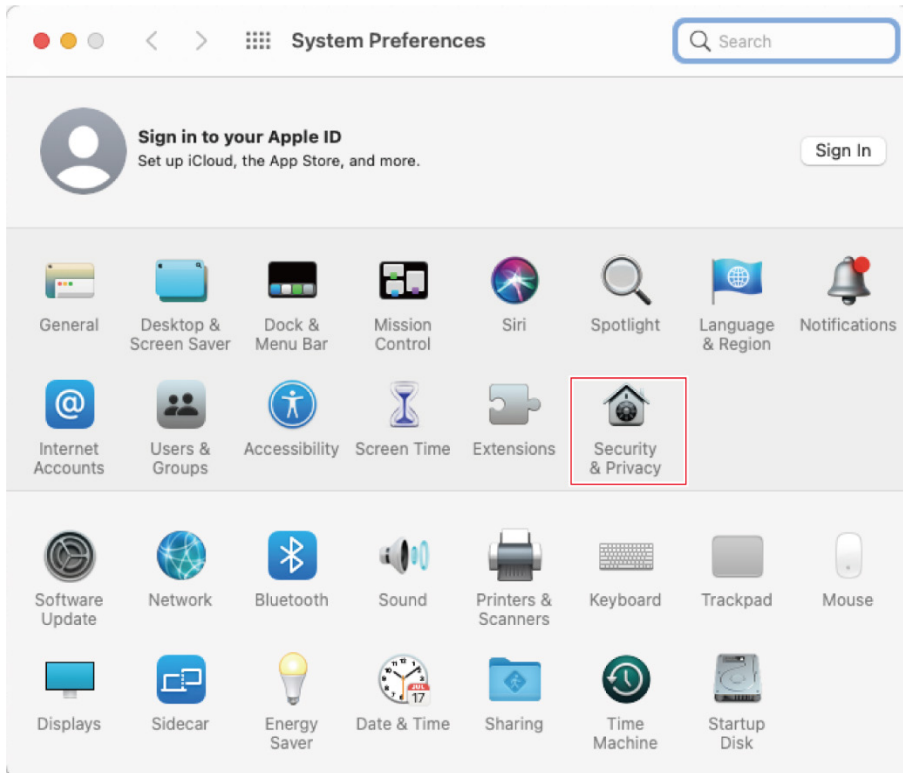 System Preferences
Search
Sign in to your Apple ID
Set up iCloud, the App Store, and more.
Sign In
General
Desktop &
Screen Saver
Dock &
Menu Bar
Mission
Control
Siri
Spotlight
Language
& Region
Notifications
@
Internet
Accounts
Users &
Groups
Accessibility
Screen Time
Extensions
Security
& Privacy
Software
Update
Network
Bluetooth
Sound
Printers &
Scanners
Keyboard
Trackpad
Mouse
Displays
Sidecar
Energy
Saver
JUL
17
Date & Time
Sharing
Time
Machine
Startup
Disk